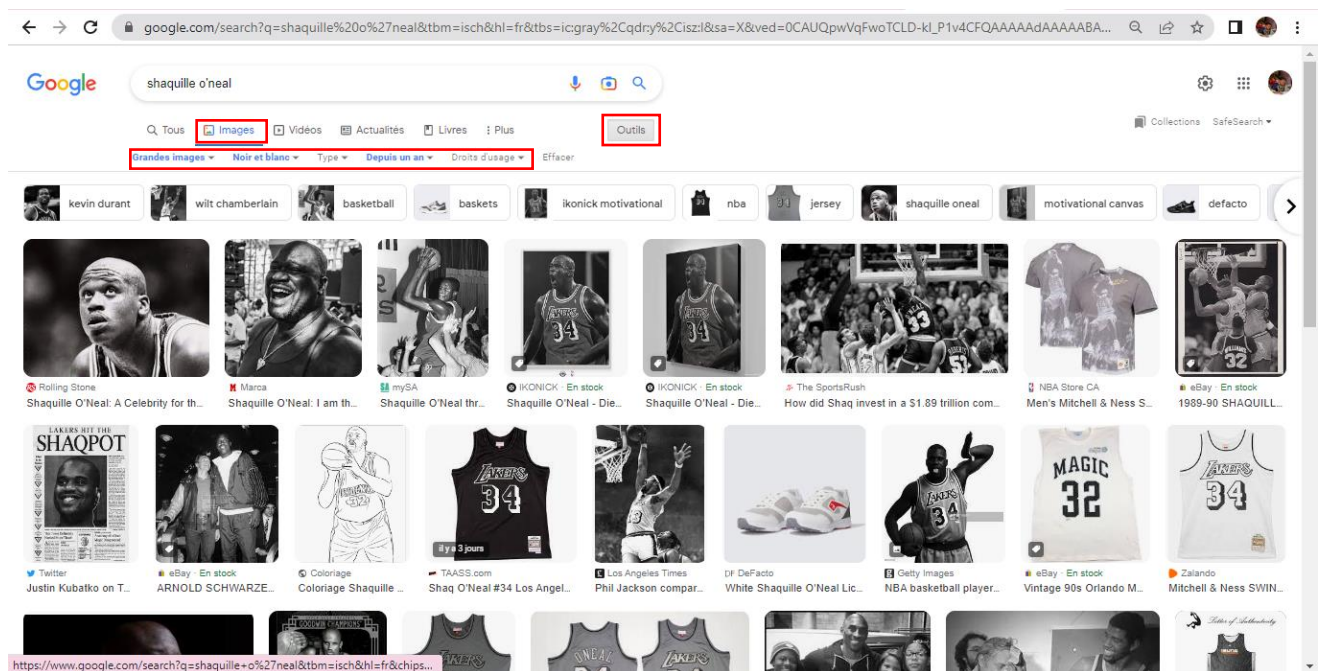 google.com/search?q=shaquille%20o%27neal&tbm=isch&hl=fr&tbs=ic:gray%2Cqdr:y%2Cisz:l&sa=X&ved=0CAUQpwVqFwoTCLD-kI_P1v4CFQAAAAAdAAAAABA...
Google
shaquille o'neal
Tous Images Vidéos Actualités Livres Plus Outils
Collections SafeSearch
Grandes images Noir et blanc Type Depuis un an Droits d'usage Effacer
kevin durant wilt chamberlain basketball baskets ikonick motivational nba jersey shaquille oneal motivational canvas defacto
Rolling Stone Marca mySA IKONICK · En stock IKONICK · En stock The SportsRush NBA Store CA eBay · En stock
Shaquille O'Neal: A Celebrity for th... Shaquille O'Neal: I am th... Shaquille O'Neal thr... Shaquille O'Neal - Die... Shaquille O'Neal - Die... How did Shaq invest in a $1.89 trillion com... Men's Mitchell & Ness S... 1989-90 SHAQUILL...
LAKERS HIT THE
SHAQPOT
LAKERS
34
MAGIC
32
LAKERS
34
il y a 3 jours
Twitter eBay · En stock Coloriage TAASS.com Los Angeles Times DeFacto Getty Images eBay · En stock Zalando
Justin Kubatko on T... ARNOLD SCHWARZE... Coloriage Shaquille ... Shaq O'Neal #34 Los Angel... Phil Jackson compar... White Shaquille O'Neal Lic... NBA basketball player... Vintage 90s Orlando M... Mitchell & Ness SWIN...
Letter of Authenticity
https://www.google.com/search?q=shaquille+o%27neal&tbm=isch&hl=fr&chips...